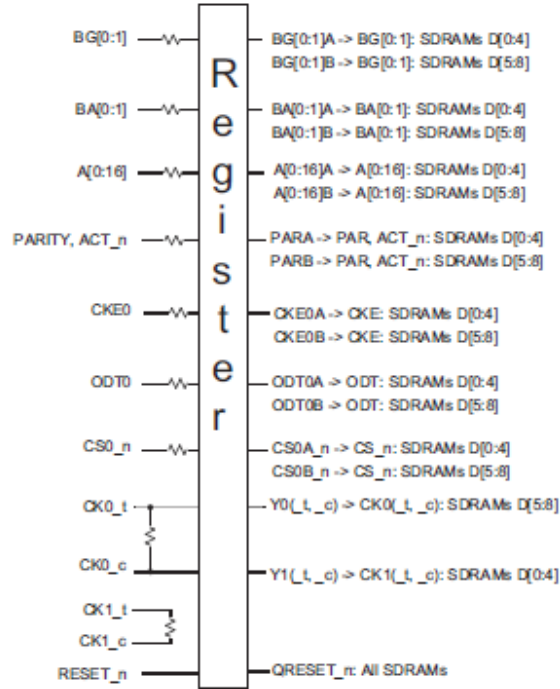 BG[0:1]
BG[0:1]A -> BG[0:1]: SDRAMs D[0:4]
BG[0:1]B -> BG[0:1]: SDRAMs D[5:8]
BA[0:1]
BA[0:1]A -> BA[0:1]: SDRAMs D[0:4]
BA[0:1]B -> BA[0:1]: SDRAMs D[5:8]
A[0:16]
A[0:16]A -> A[0:16]: SDRAMs D[0:4]
A[0:16]B -> A[0:16]: SDRAMs D[5:8]
PARITY, ACT_n
PARA -> PAR, ACT_n: SDRAMs D[0:4]
PARB -> PAR, ACT_n: SDRAMs D[5:8]
CKE0
CKE0A -> CKE: SDRAMs D[0:4]
CKE0B -> CKE: SDRAMs D[5:8]
ODT0
ODT0A -> ODT: SDRAMs D[0:4]
ODT0B -> ODT: SDRAMs D[5:8]
CS0_n
CS0A_n -> CS_n: SDRAMs D[0:4]
CS0B_n -> CS_n: SDRAMs D[5:8]
CK0_t
Y0(_t, _c) -> CK0(_t, _c): SDRAMs D[5:8]
CK0_c
Y1(_t, _c) -> CK1(_t, _c): SDRAMs D[0:4]
CK1_t
CK1_c
RESET_n
QRESET_n: All SDRAMs
Register